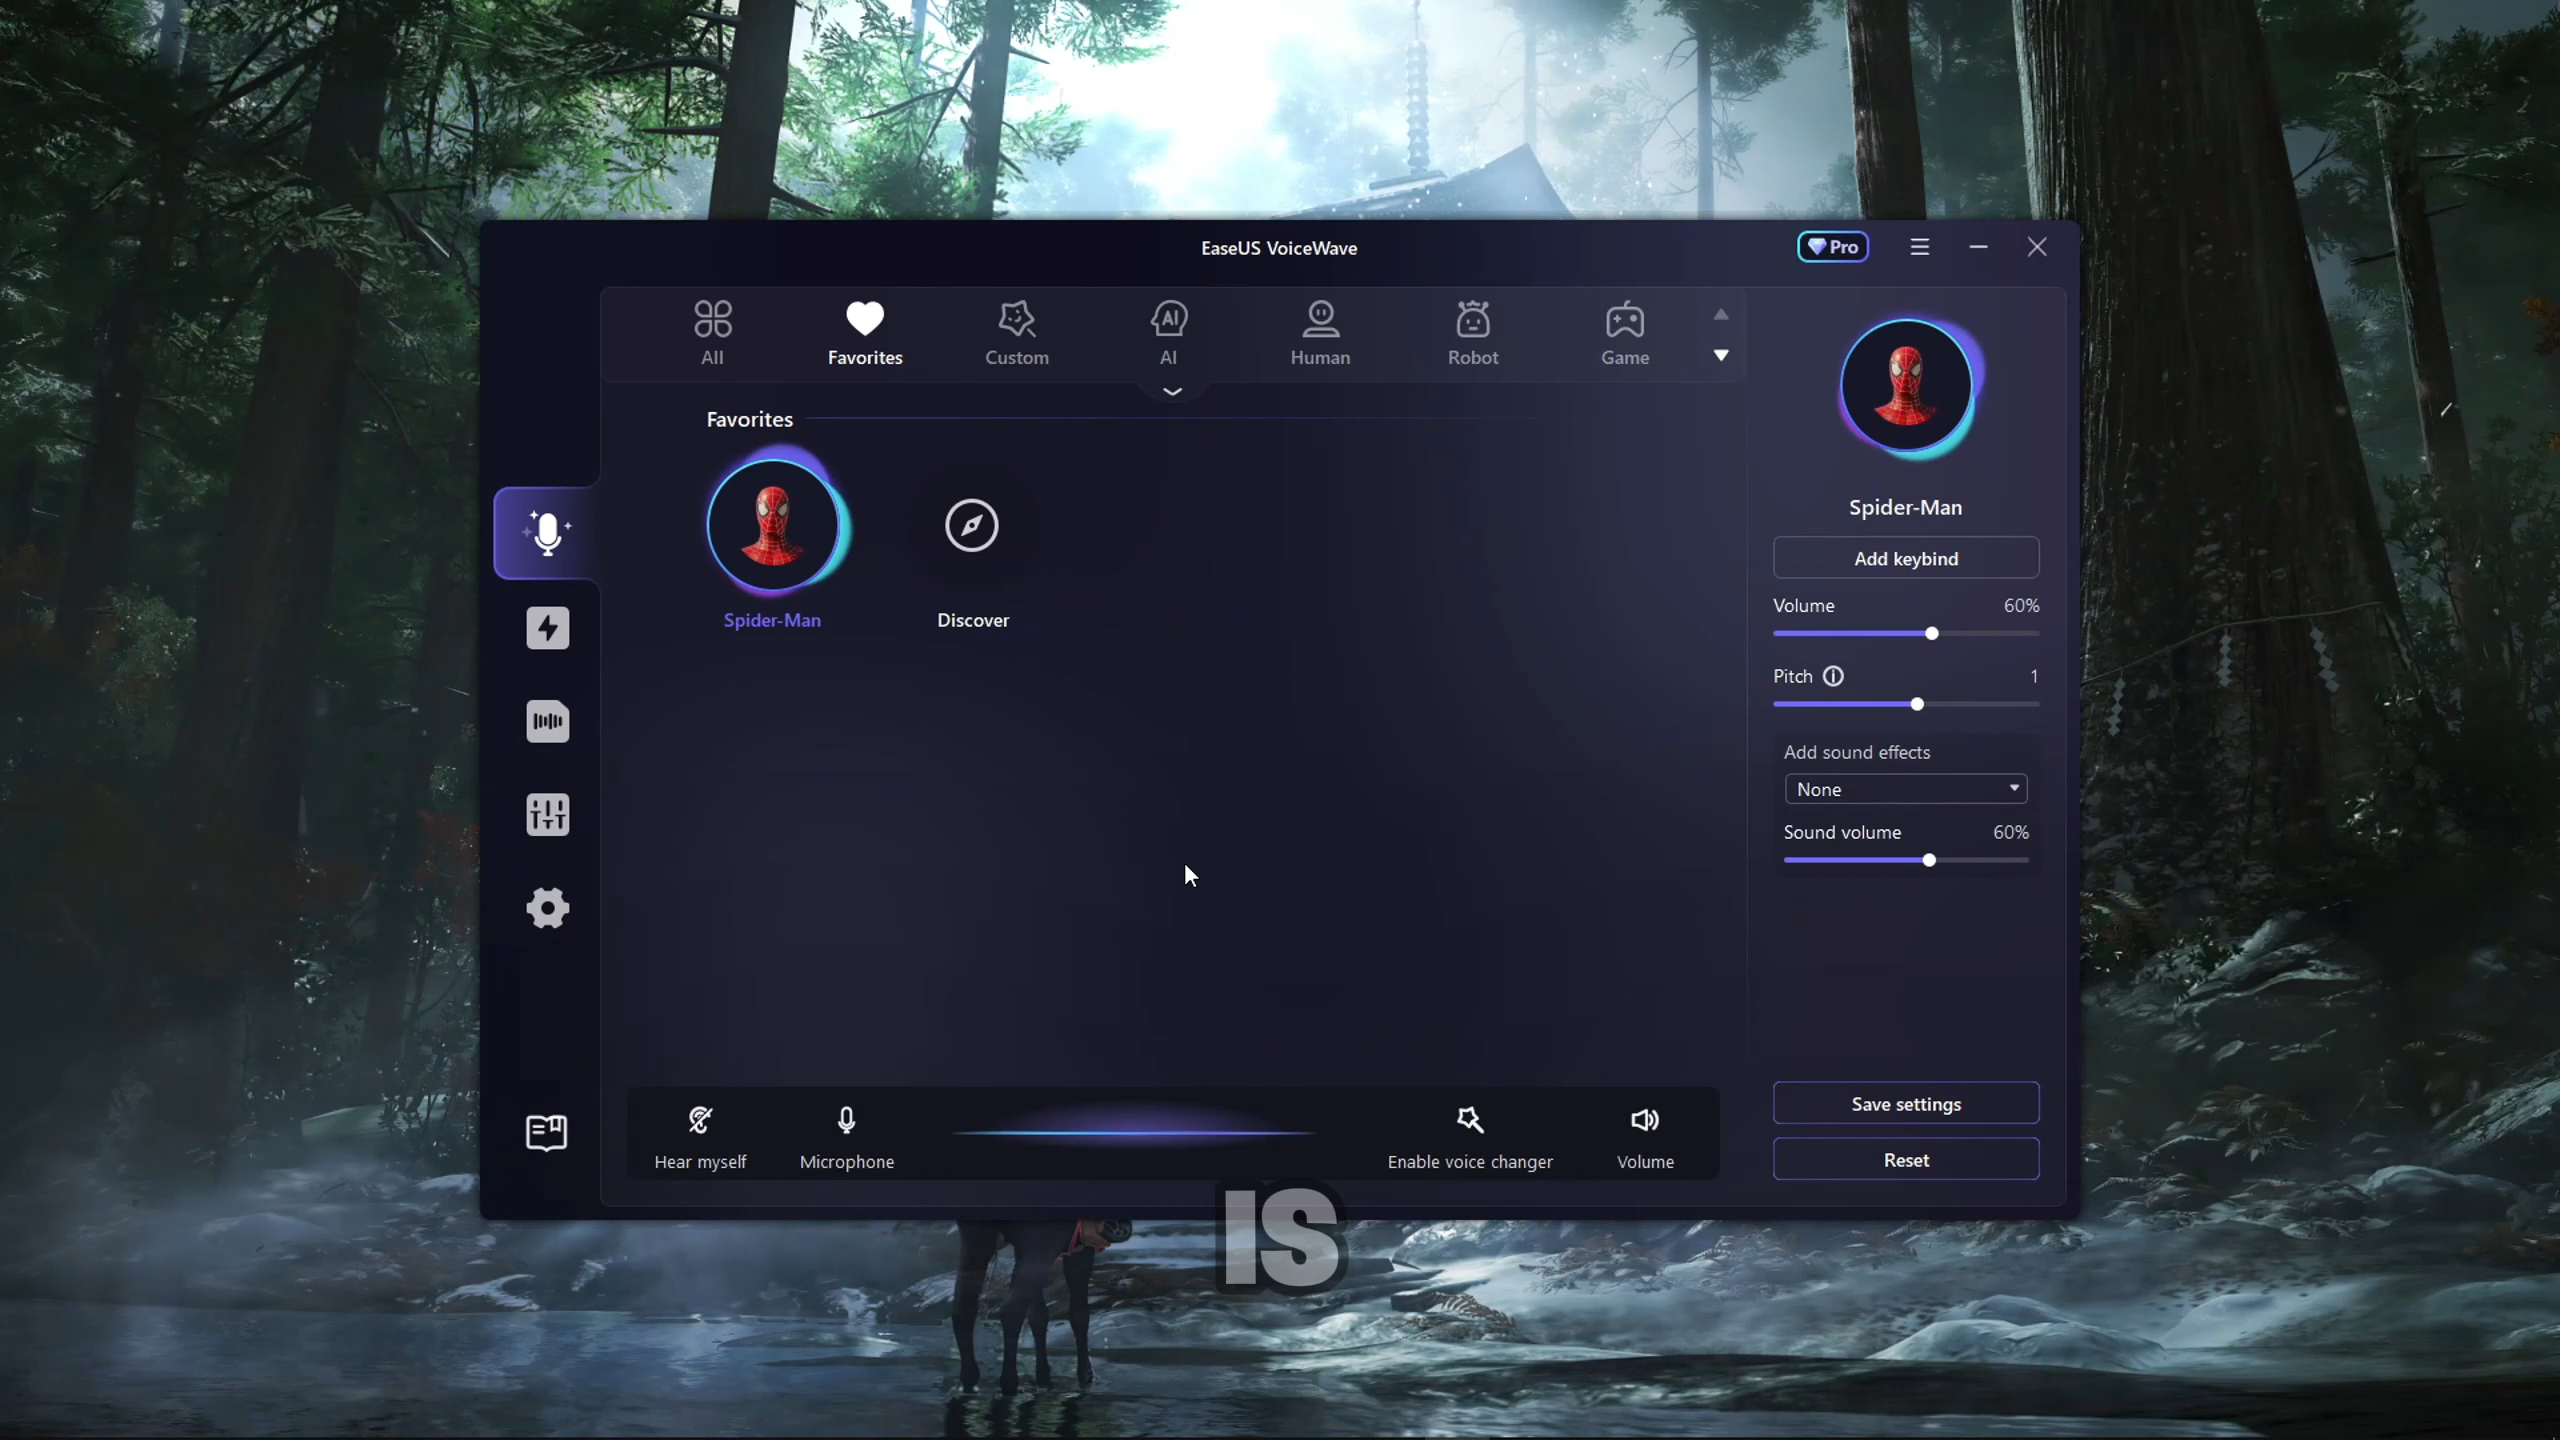 EaseUS VoiceWave
Pro
All
Favorites
Custom
AI
AI
Human
Robot
Game
Favorites
Spider-Man
Discover
Spider-Man
Add keybind
Volume 60%
Pitch 1
Add sound effects
None
Sound volume 60%
Save settings
Reset
Hear myself
Microphone
Enable voice changer
Volume
IS